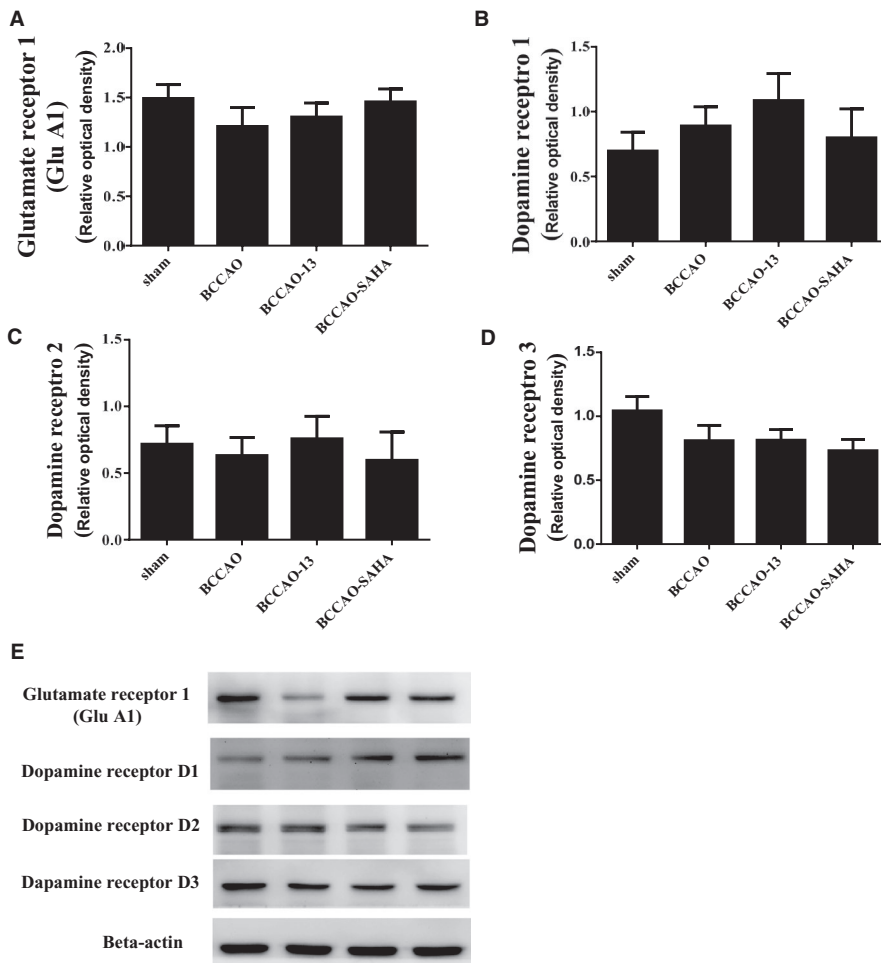 A
Glutamate receptor 1
(Glu A1)
(Relative optical density)
2.0
1.5
1.0
0.5
0.0
sham
BCCAO
BCCAO-13
BCCAO-SAHA
B
Dopamine receptro 1
(Relative optical density)
1.5
1.0
0.5
0.0
sham
BCCAO
BCCAO-13
BCCAO-SAHA
C
Dopamine receptro 2
(Relative optical density)
1.5
1.0
0.5
0.0
sham
BCCAO
BCCAO-13
BCCAO-SAHA
D
Dopamine receptro 3
(Relative optical density)
1.5
1.0
0.5
0.0
sham
BCCAO
BCCAO-13
BCCAO-SAHA
E
Glutamate receptor 1
(Glu A1)
Dopamine receptor D1
Dopamine receptor D2
Dapamine receptor D3
Beta-actin